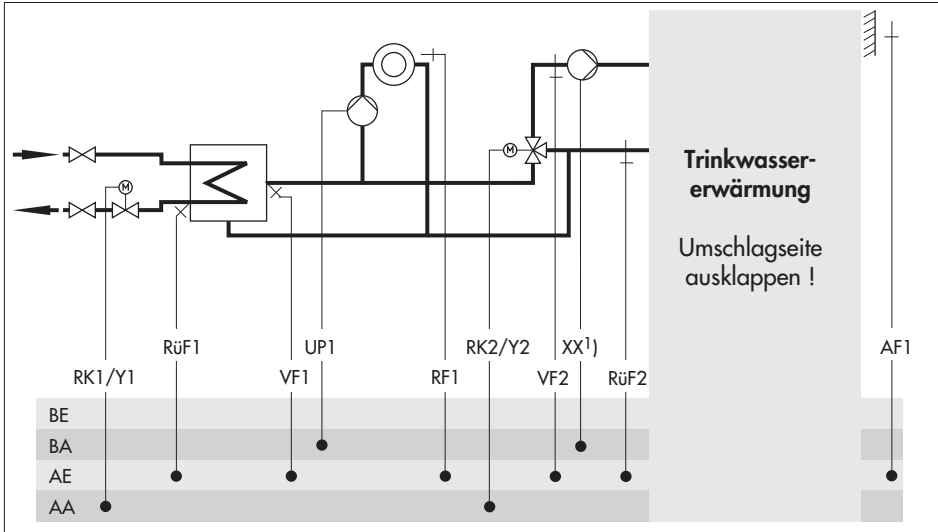 M
M
Trinkwasser-
erwärmung
Umschlagseite
ausklappen !
RK1/Y1
RüF1
VF1
UP1
RF1
RK2/Y2
XX1)
VF2
RüF2
AF1
BE
BA
AE
AA